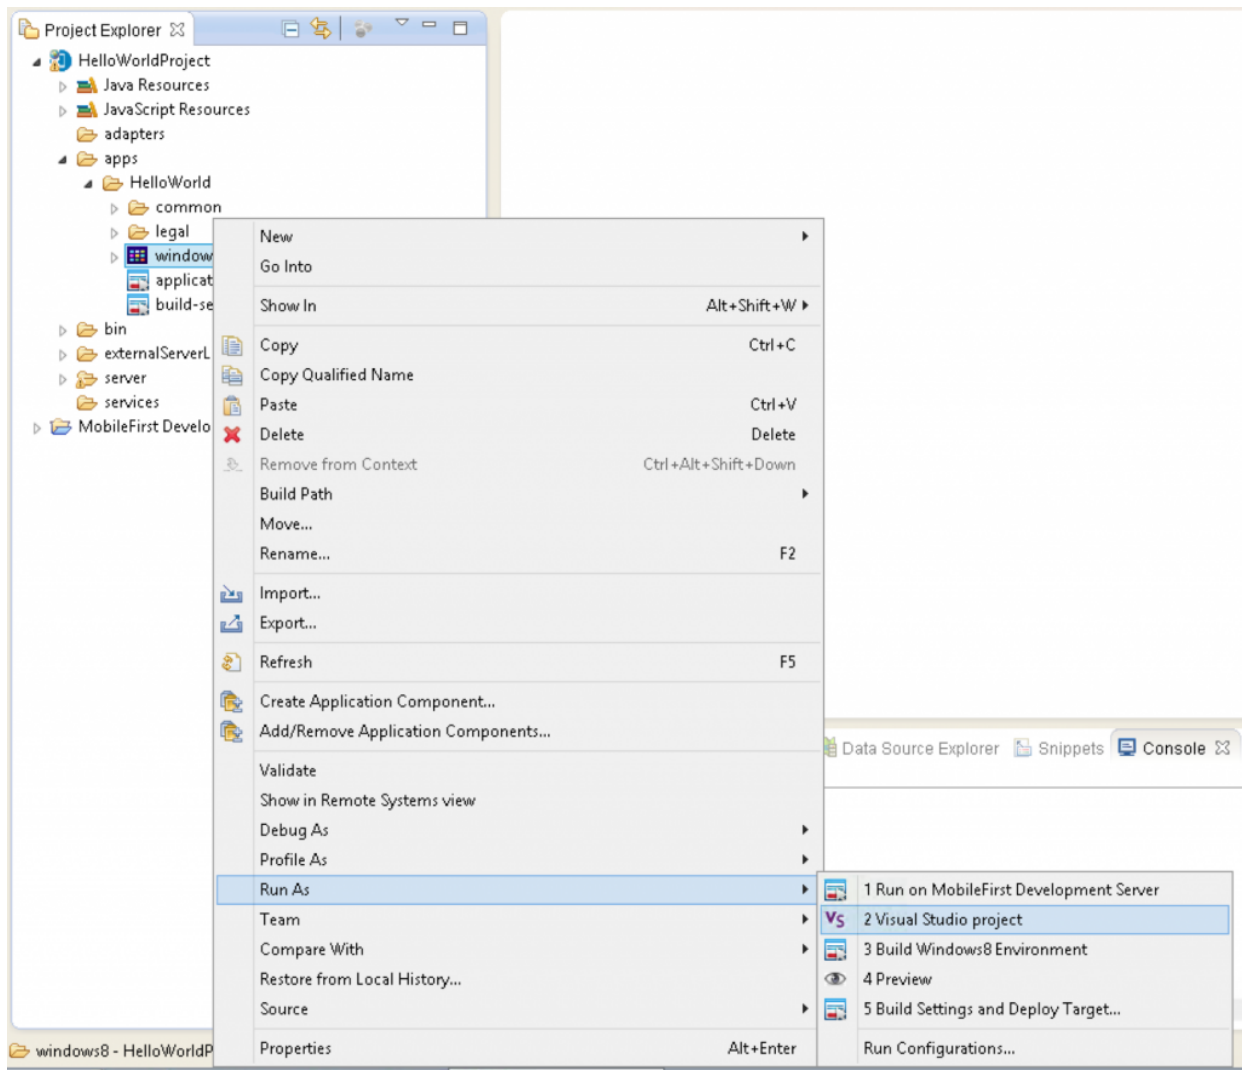 Project Explorer
HelloWorldProject
Java Resources
JavaScript Resources
adapters
apps
HelloWorld
common
legal
window
applicat
build-se
bin
externalServerL
server
services
MobileFirst Develo
New
Go Into
Show In Alt+Shift+W
Copy Ctrl+C
Copy Qualified Name
Paste Ctrl+V
Delete Delete
Remove from Context Ctrl+Alt+Shift+Down
Build Path
Move...
Rename... F2
Import...
Export...
Refresh F5
Create Application Component...
Add/Remove Application Components...
Validate
Show in Remote Systems view
Debug As
Profile As
Run As
Team
Compare With
Restore from Local History...
Source
Properties Alt+Enter
Data Source Explorer Snippets Console
1 Run on MobileFirst Development Server
VS 2 Visual Studio project
3 Build Windows8 Environment
4 Preview
5 Build Settings and Deploy Target...
Run Configurations...
windows8 - HelloWorldP